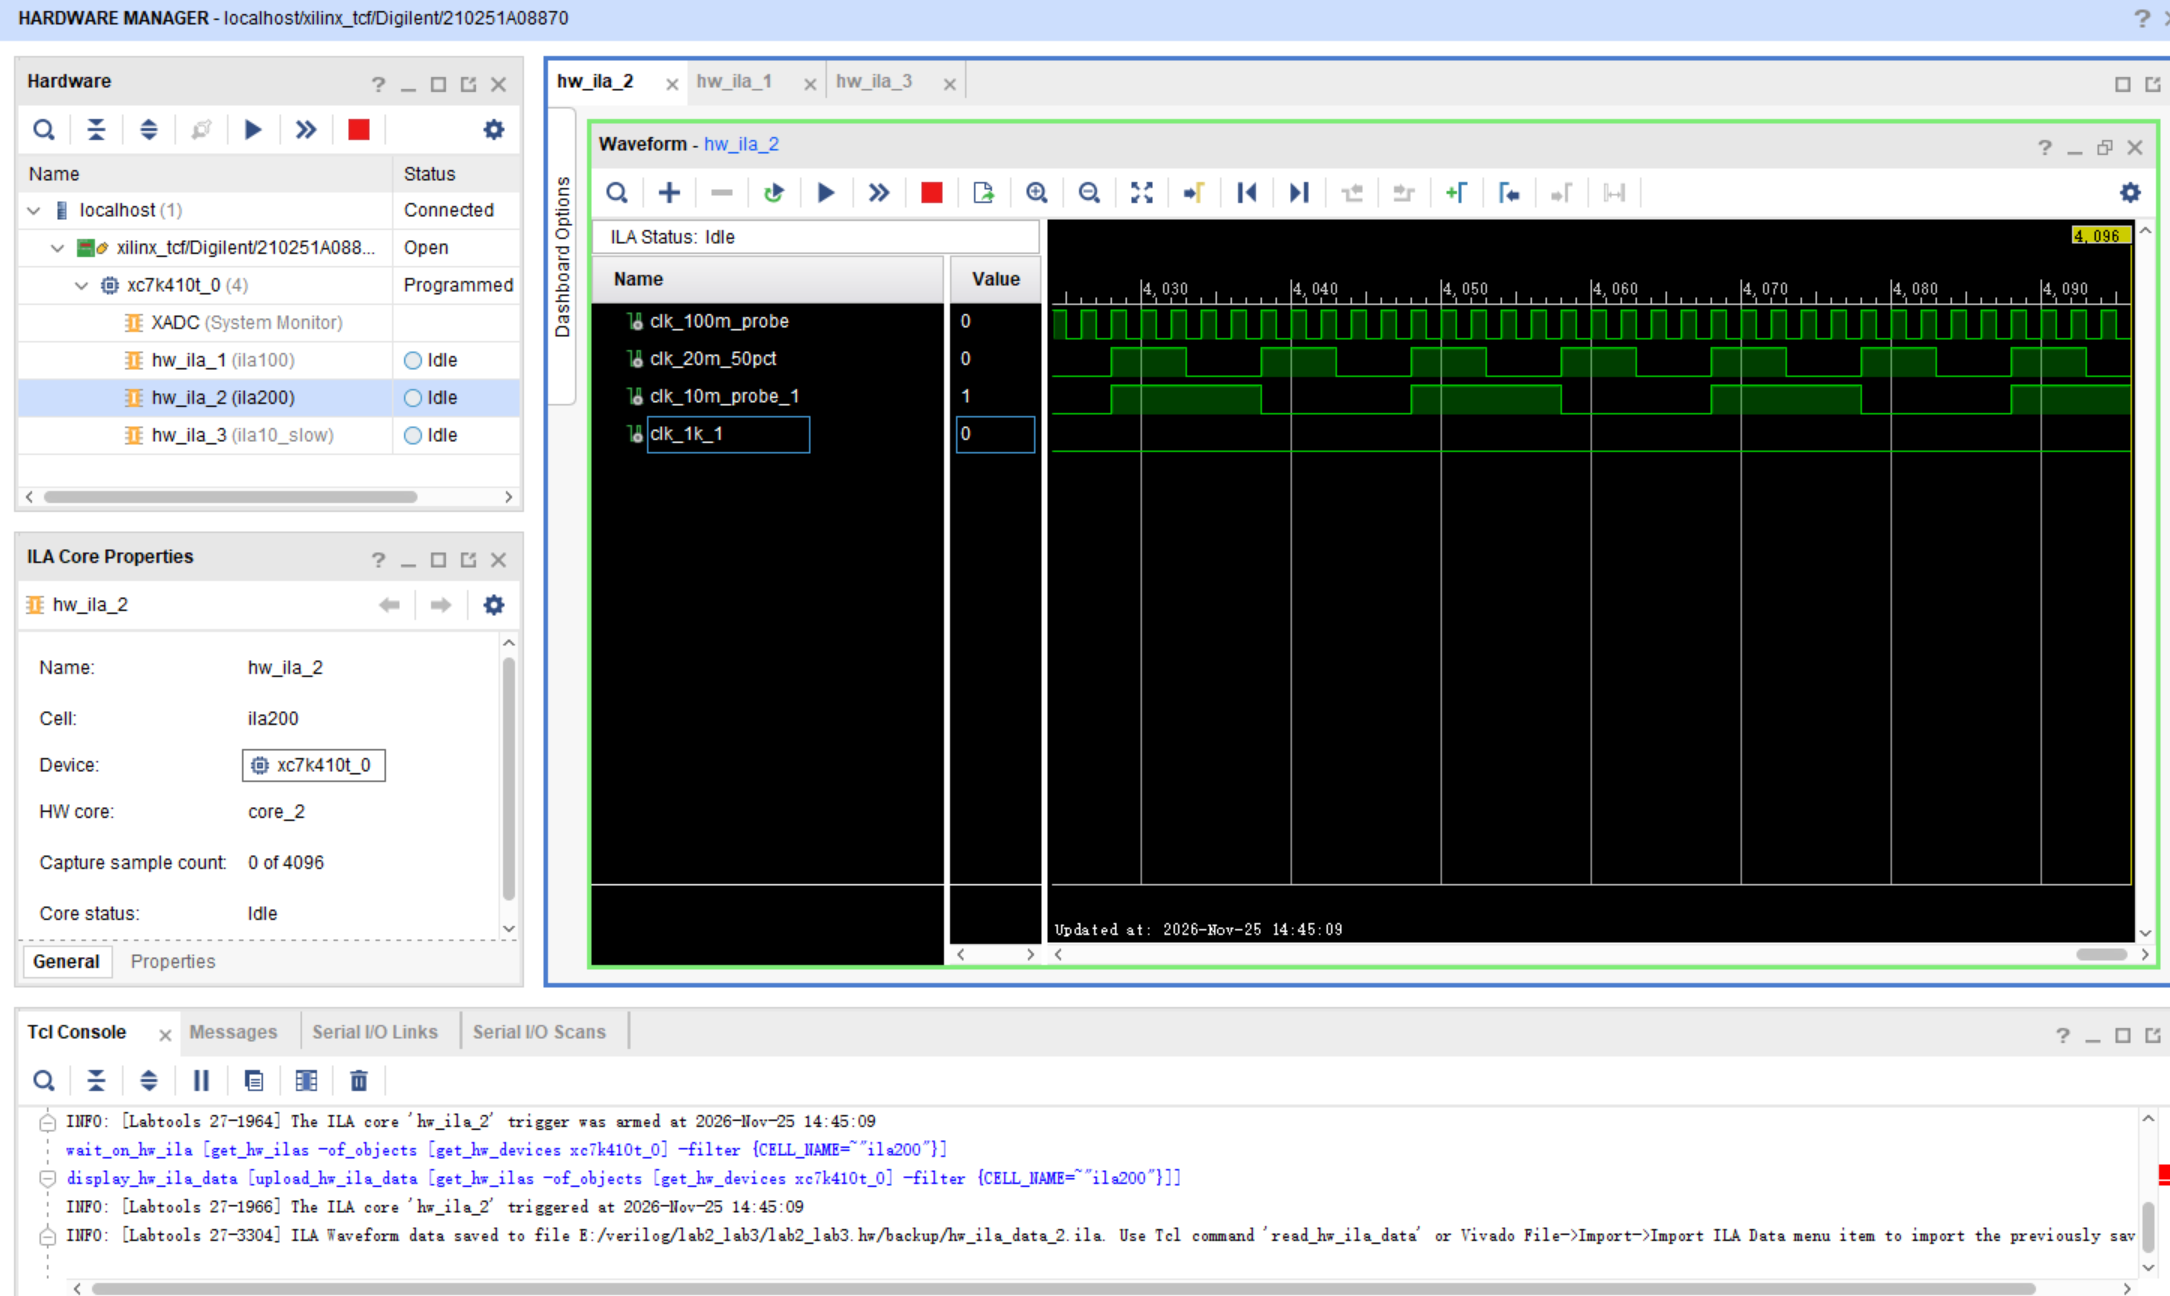 HARDWARE MANAGER - localhost/xilinx_tcf/Digilent/210251A08870
Hardware
Name Status
localhost (1) Connected
xilinx_tcf/Digilent/210251A088... Open
xc7k410t_0 (4) Programmed
XADC (System Monitor)
hw_ila_1 (ila100) Idle
hw_ila_2 (ila200) Idle
hw_ila_3 (ila10_slow) Idle
ILA Core Properties
hw_ila_2
Name: hw_ila_2
Cell: ila200
Device: xc7k410t_0
HW core: core_2
Capture sample count: 0 of 4096
Core status: Idle
General Properties
hw_ila_2 hw_ila_1 hw_ila_3
Dashboard Options
Waveform - hw_ila_2
ILA Status: Idle
Name Value
clk_100m_probe 0
clk_20m_50pct 0
clk_10m_probe_1 1
clk_1k_1 0
4,096
4,030 4,040 4,050 4,060 4,070 4,080 4,090
Updated at: 2026-Nov-25 14:45:09
Tcl Console Messages Serial I/O Links Serial I/O Scans
INFO: [Labtools 27-1964] The ILA core 'hw_ila_2' trigger was armed at 2026-Nov-25 14:45:09
wait_on_hw_ila [get_hw_ilas -of_objects [get_hw_devices xc7k410t_0] -filter {CELL_NAME=~"ila200"}]
display_hw_ila_data [upload_hw_ila_data [get_hw_ilas -of_objects [get_hw_devices xc7k410t_0] -filter {CELL_NAME=~"ila200"}]]
INFO: [Labtools 27-1966] The ILA core 'hw_ila_2' triggered at 2026-Nov-25 14:45:09
INFO: [Labtools 27-3304] ILA Waveform data saved to file E:/verilog/lab2_lab3/lab2_lab3.hw/backup/hw_ila_data_2.ila. Use Tcl command 'read_hw_ila_data' or Vivado File->Import->Import ILA Data menu item to import the previously sav